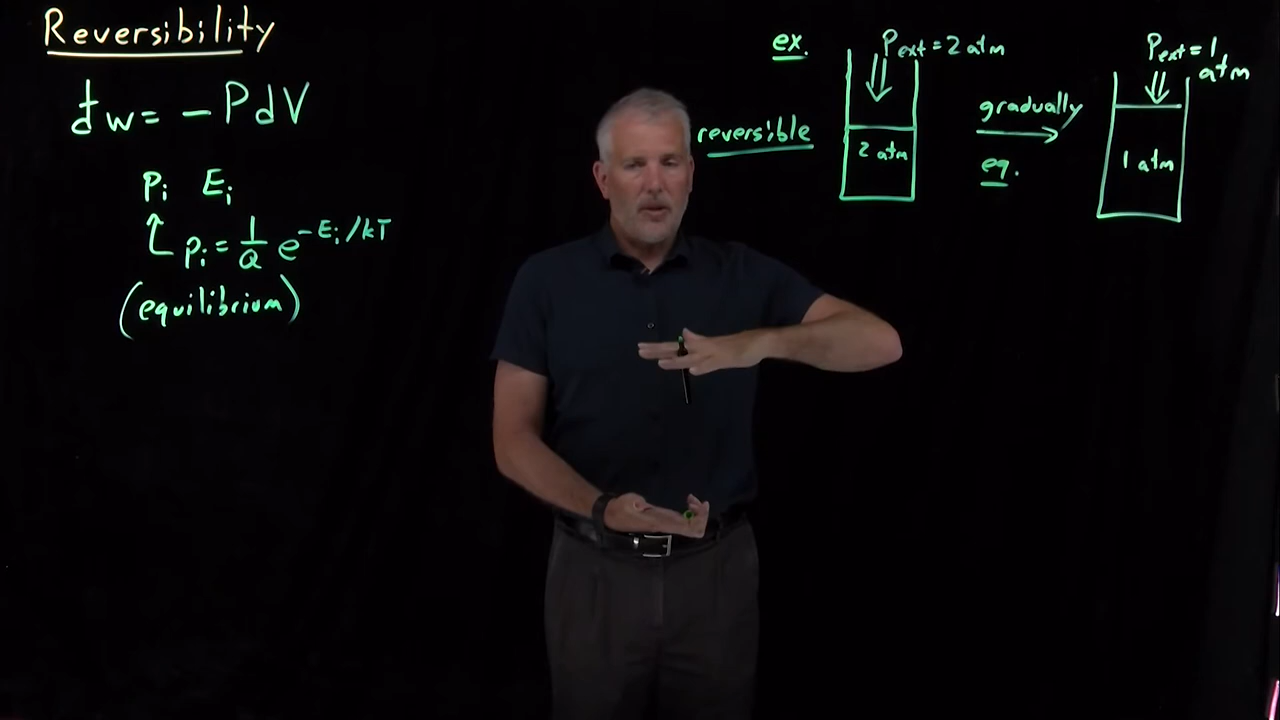 Reversibility
đw = - P dV
Pi Ei
Pi = 1/Q e^-Ei/kT
(equilibrium)
ex.
Pext = 2 atm
reversible
2 atm
gradually
eq.
Pext = 1
atm
1 atm